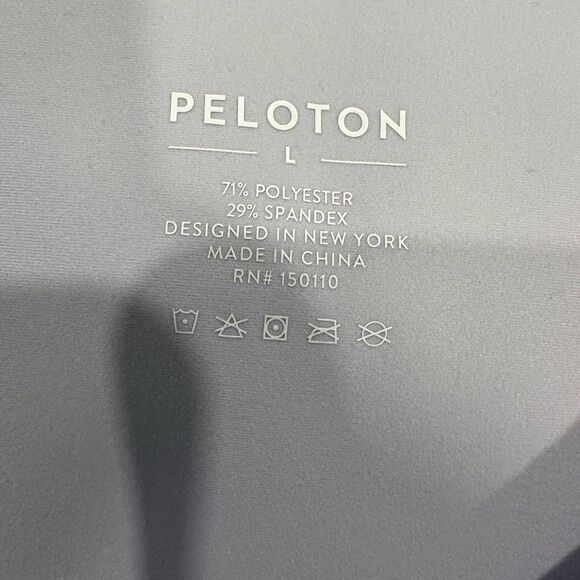 PELOTON
L
71% POLYESTER
29% SPANDEX
DESIGNED IN NEW YORK
MADE IN CHINA
RN# 150110